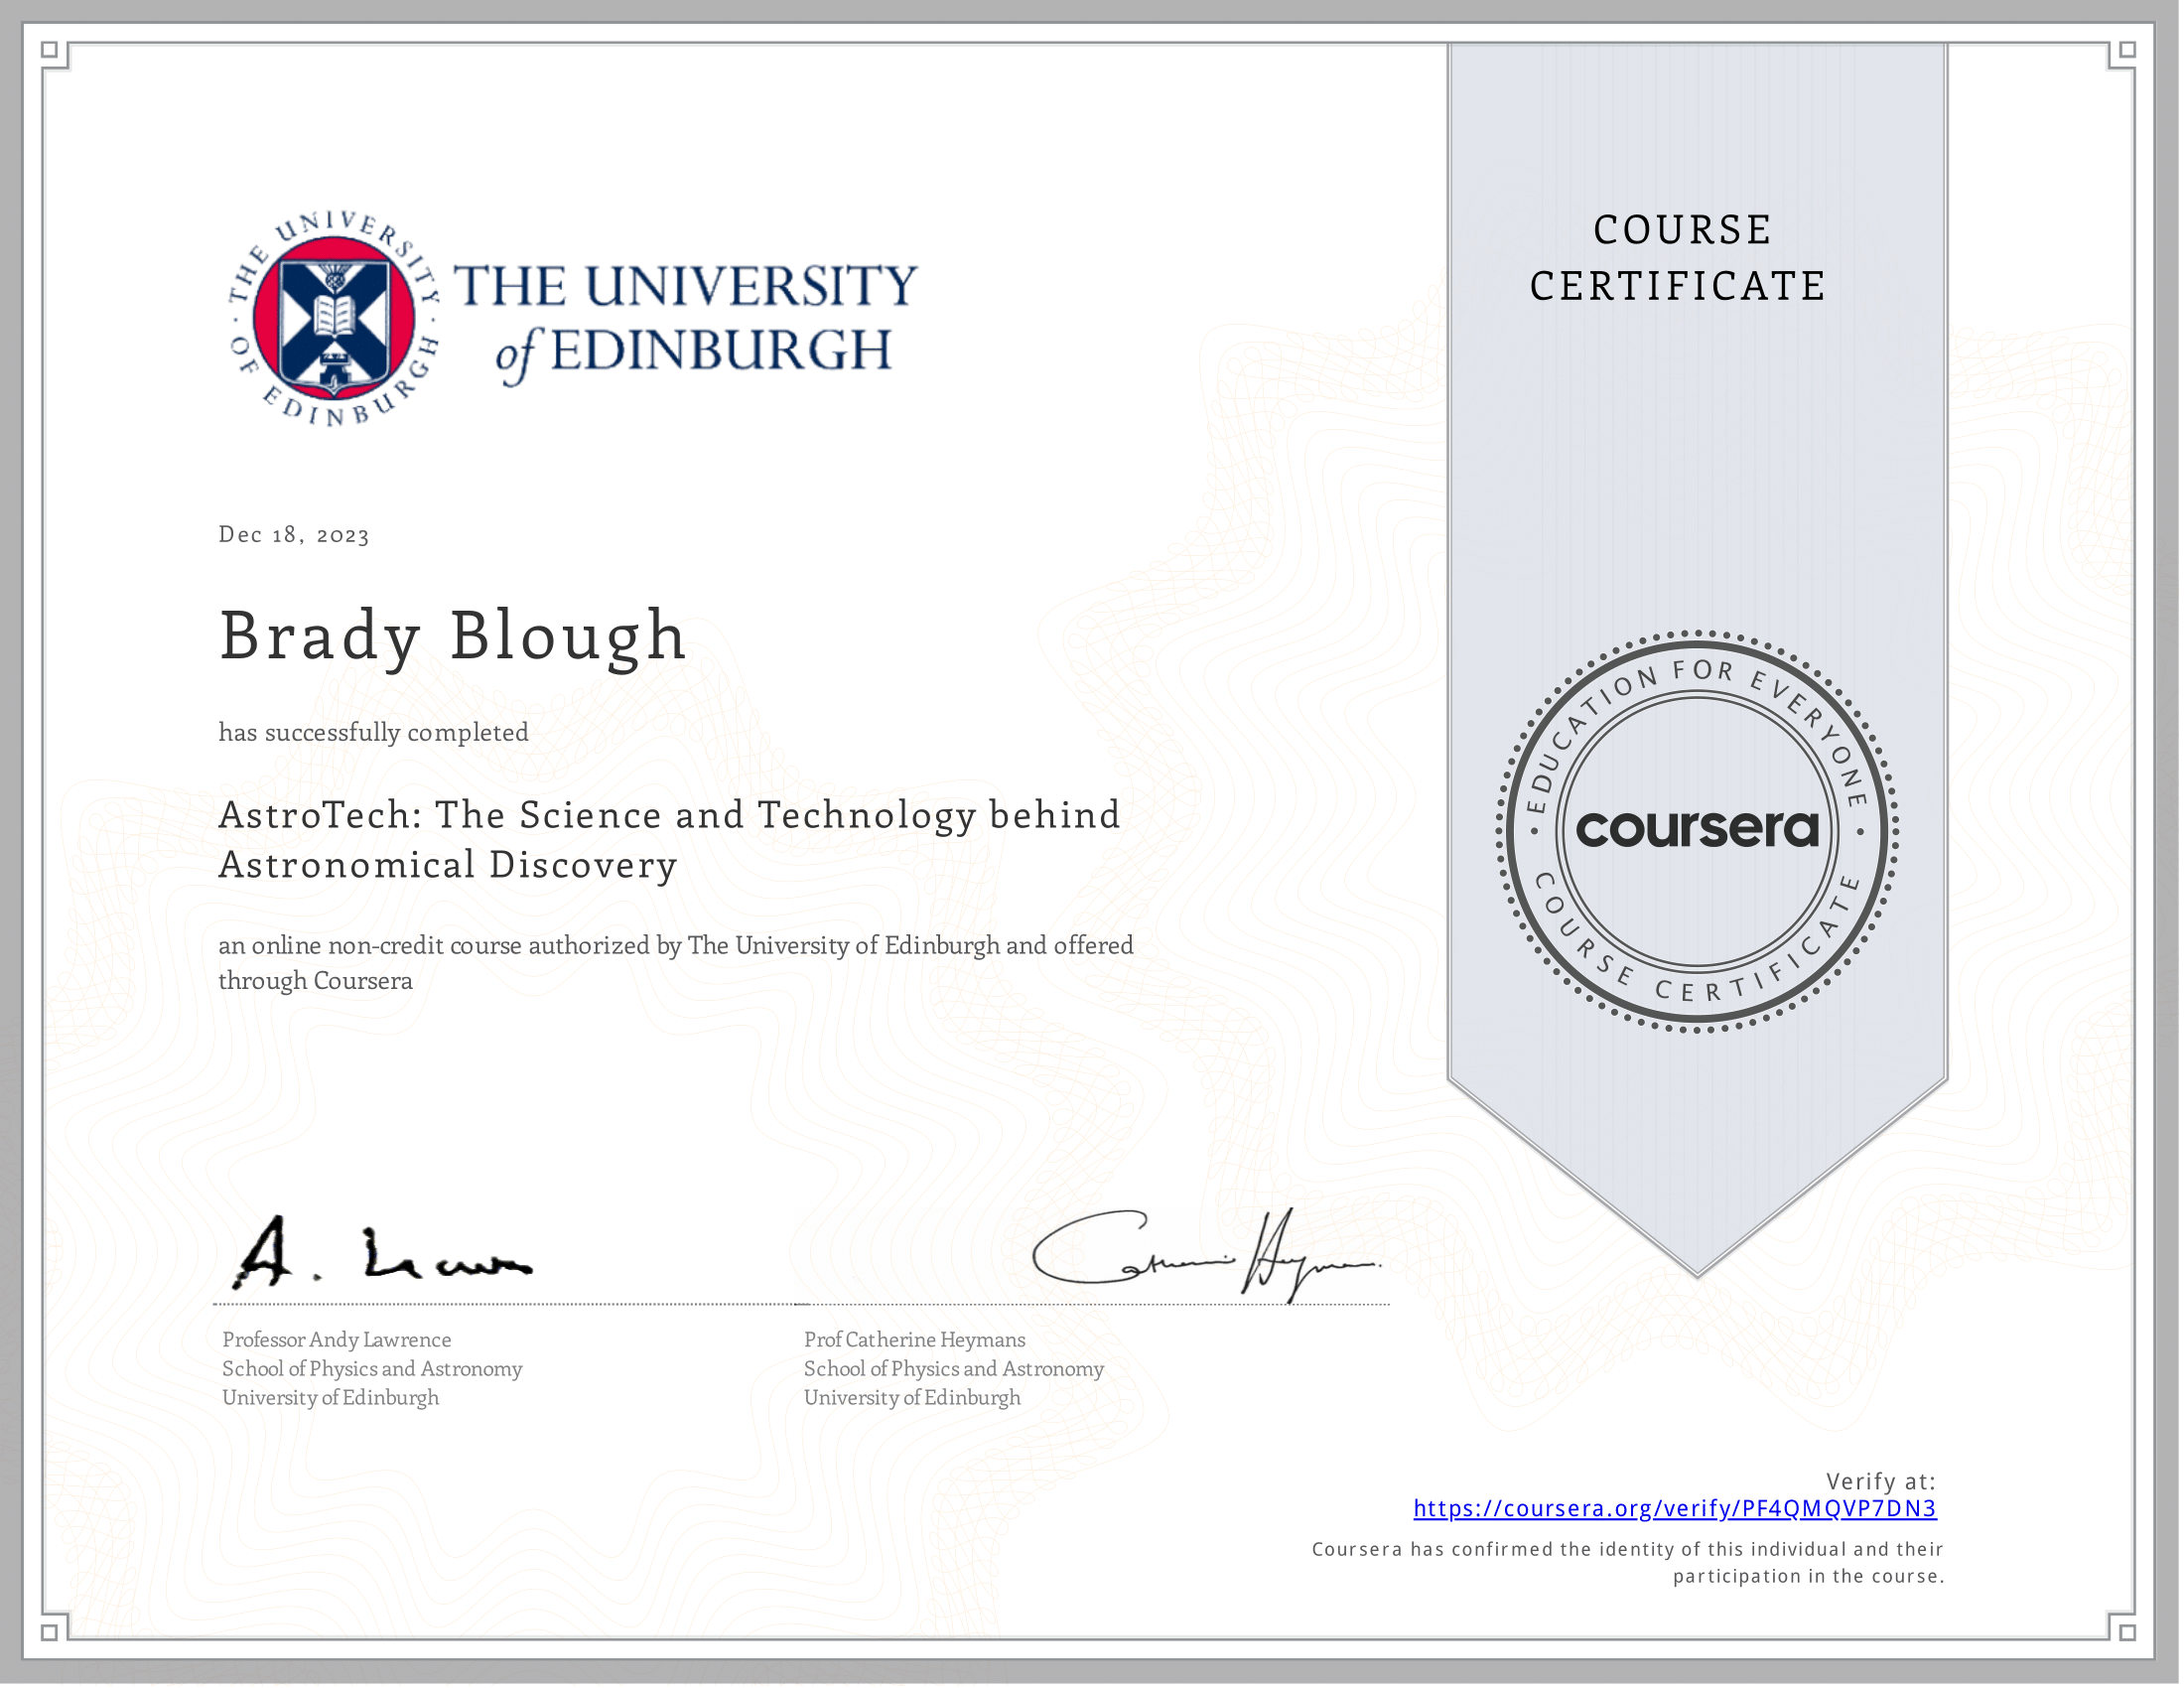 THE UNIVERSITY
OF EDINBURGH
THE UNIVERSITY
of EDINBURGH
COURSE
CERTIFICATE
Dec 18, 2023
Brady Blough
has successfully completed
AstroTech: The Science and Technology behind
Astronomical Discovery
an online non-credit course authorized by The University of Edinburgh and offered
through Coursera
EDUCATION FOR EVERYONE
coursera
COURSE CERTIFICATE
A. Lawrence
Catherine Heymans
Professor Andy Lawrence
School of Physics and Astronomy
University of Edinburgh
Prof Catherine Heymans
School of Physics and Astronomy
University of Edinburgh
Verify at:
https://coursera.org/verify/PF4QMQVP7DN3
Coursera has confirmed the identity of this individual and their
participation in the course.